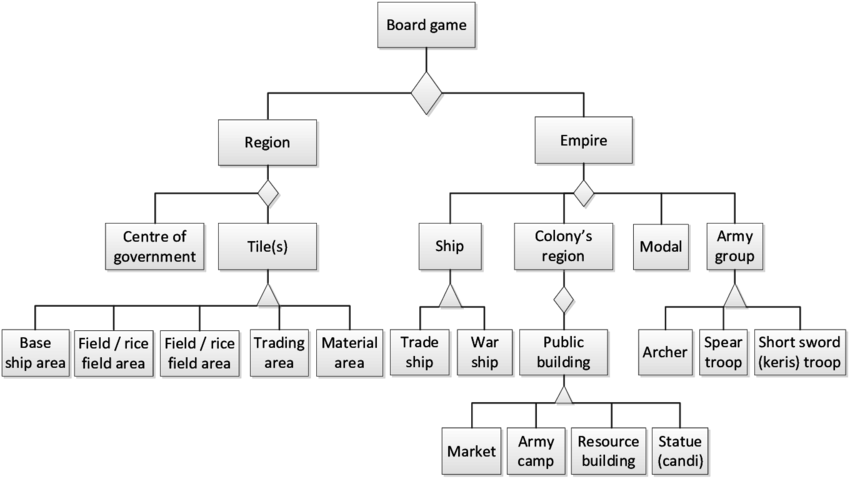 Board game
Region
Empire
Centre of
government
Tile(s)
Ship
Colony's
region
Modal
Army
group
Base
ship area
Field / rice
field area
Field / rice
field area
Trading
area
Material
area
Trade
ship
War
ship
Public
building
Archer
Spear
troop
Short sword
(keris) troop
Market
Army
camp
Resource
building
Statue
(candi)